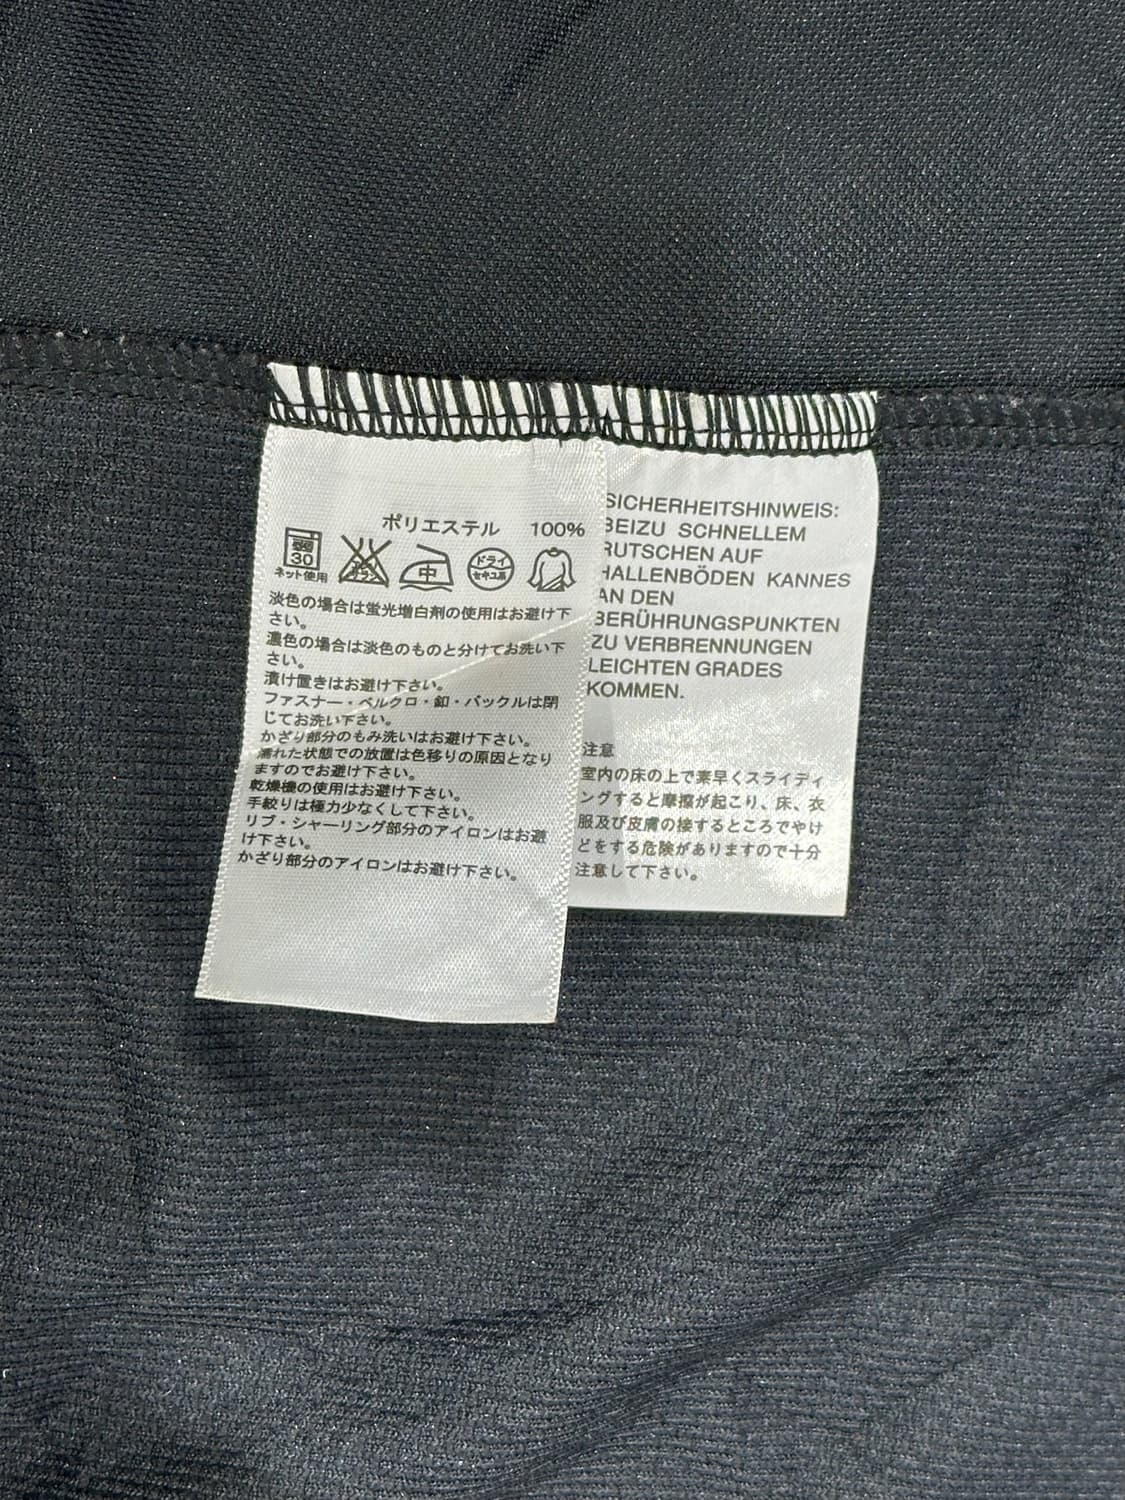 ポリエステル 100%
30
ネット使用
中
ドライ
セキユ系
淡色の場合は蛍光増白剤の使用はお避け下
さい。
濃色の場合は淡色のものと分けてお洗い下
さい。
漬け置きはお避け下さい。
ファスナー・ベルクロ・釦・バックルは閉
じてお洗い下さい。
かざり部分のもみ洗いはお避け下さい。
濡れた状態での放置は色移りの原因となり
ますのでお避け下さい。
乾燥機の使用はお避け下さい。
手絞りは極力少なくして下さい。
リブ・シャーリング部分のアイロンはお避
け下さい。
かざり部分のアイロンはお避け下さい。
SICHERHEITSHINWEIS:
BEIZU SCHNELLEM
RUTSCHEN AUF
HALLENBÖDEN KANNES
AN DEN
BERÜHRUNGSPUNKTEN
ZU VERBRENNUNGEN
LEICHTEN GRADES
KOMMEN.
注意
室内の床の上で素早くスライディ
ングすると摩擦が起こり、床、衣
服及び皮膚の接するところでやけ
どをする危険がありますので十分
注意して下さい。